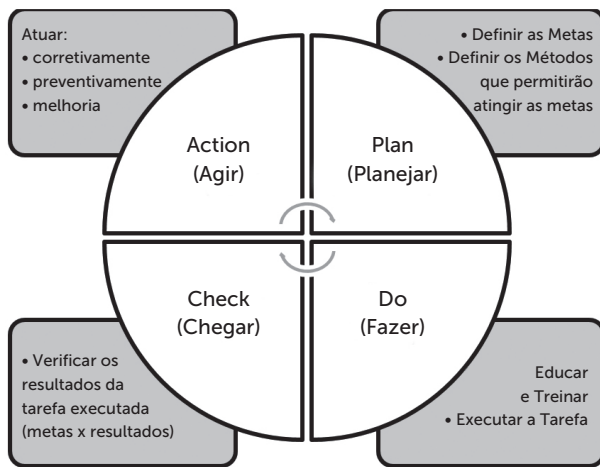 Atuar:
• corretivamente
• preventivamente
• melhoria
• Definir as Metas
• Definir os Métodos
que permitirão
atingir as metas
Action
(Agir)
Plan
(Planejar)
Check
(Chegar)
Do
(Fazer)
• Verificar os
resultados da
tarefa executada
(metas x resultados)
Educar
e Treinar
• Executar a Tarefa